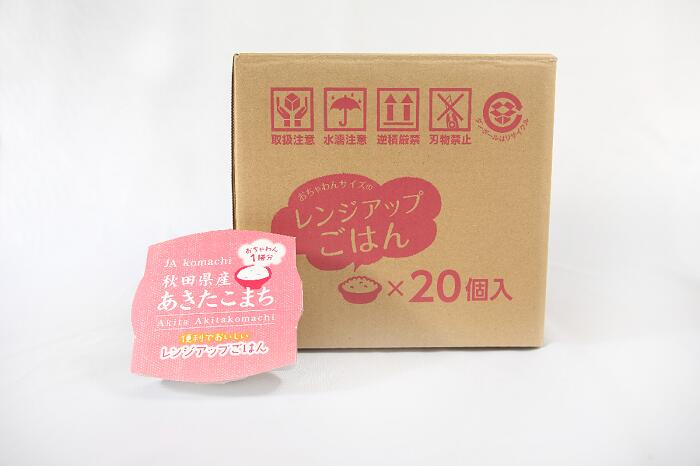 取扱注意 水濡注意 逆積厳禁 刃物禁止
ダンボールはリサイクル
おちゃわんサイズの
レンジアップ
ごはん
×20個入
JA komachi
おちゃわん
1膳分
秋田県産
あきたこまち
Akita Akitakomachi
便利でおいしい
レンジアップごはん